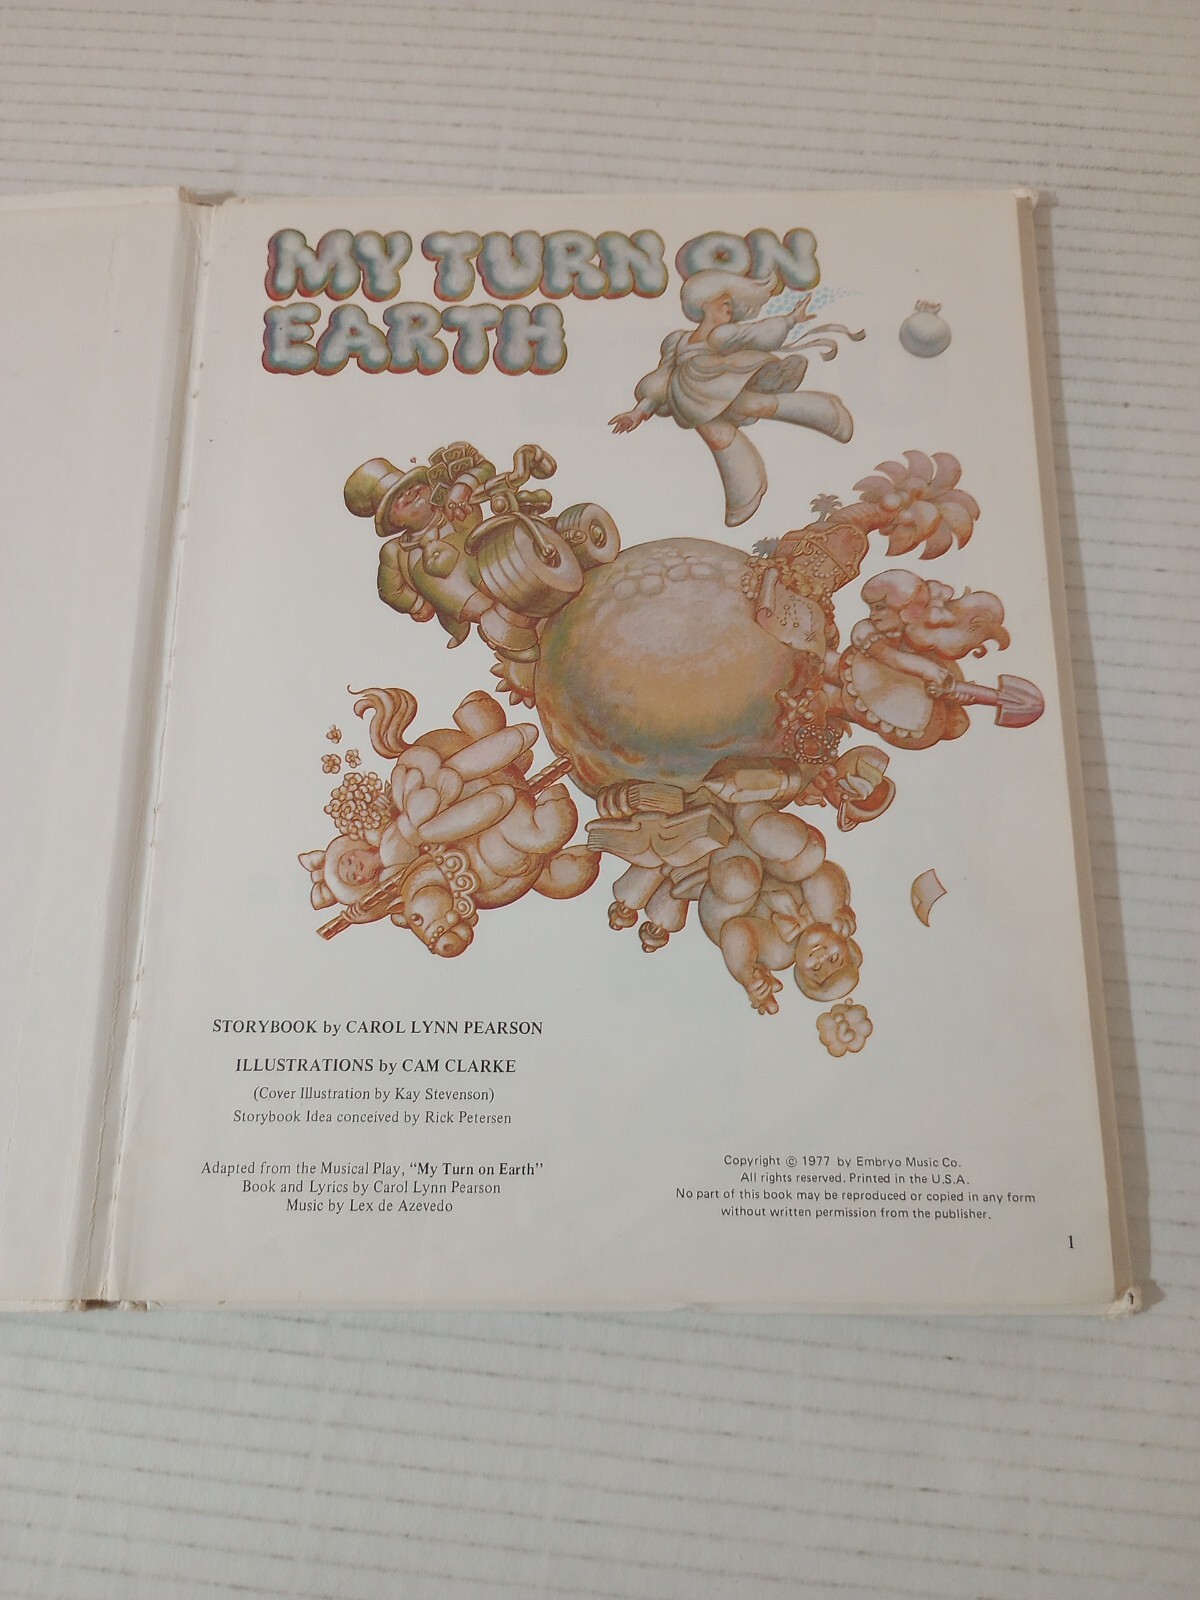 MY TURN ON
EARTH
STORYBOOK by CAROL LYNN PEARSON
ILLUSTRATIONS by CAM CLARKE
(Cover Illustration by Kay Stevenson)
Storybook Idea conceived by Rick Petersen
Adapted from the Musical Play, “My Turn on Earth”
Book and Lyrics by Carol Lynn Pearson
Music by Lex de Azevedo
Copyright © 1977 by Embryo Music Co.
All rights reserved. Printed in the U.S.A.
No part of this book may be reproduced or copied in any form
without written permission from the publisher.
1